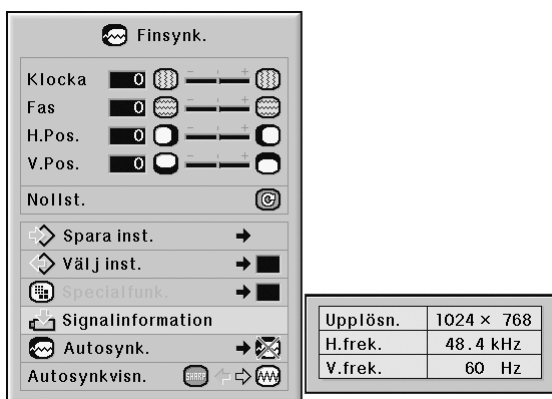 Finsynk.
Klocka 0
Fas 0
H.Pos. 0
V.Pos. 0
Nollst.
Spara inst.
Välj inst.
Specialfunk.
Signalinformation
Autosynk.
Autosynkvisn. SHARP
Upplösn. 1024 × 768
H.frek. 48.4 kHz
V.frek. 60 Hz